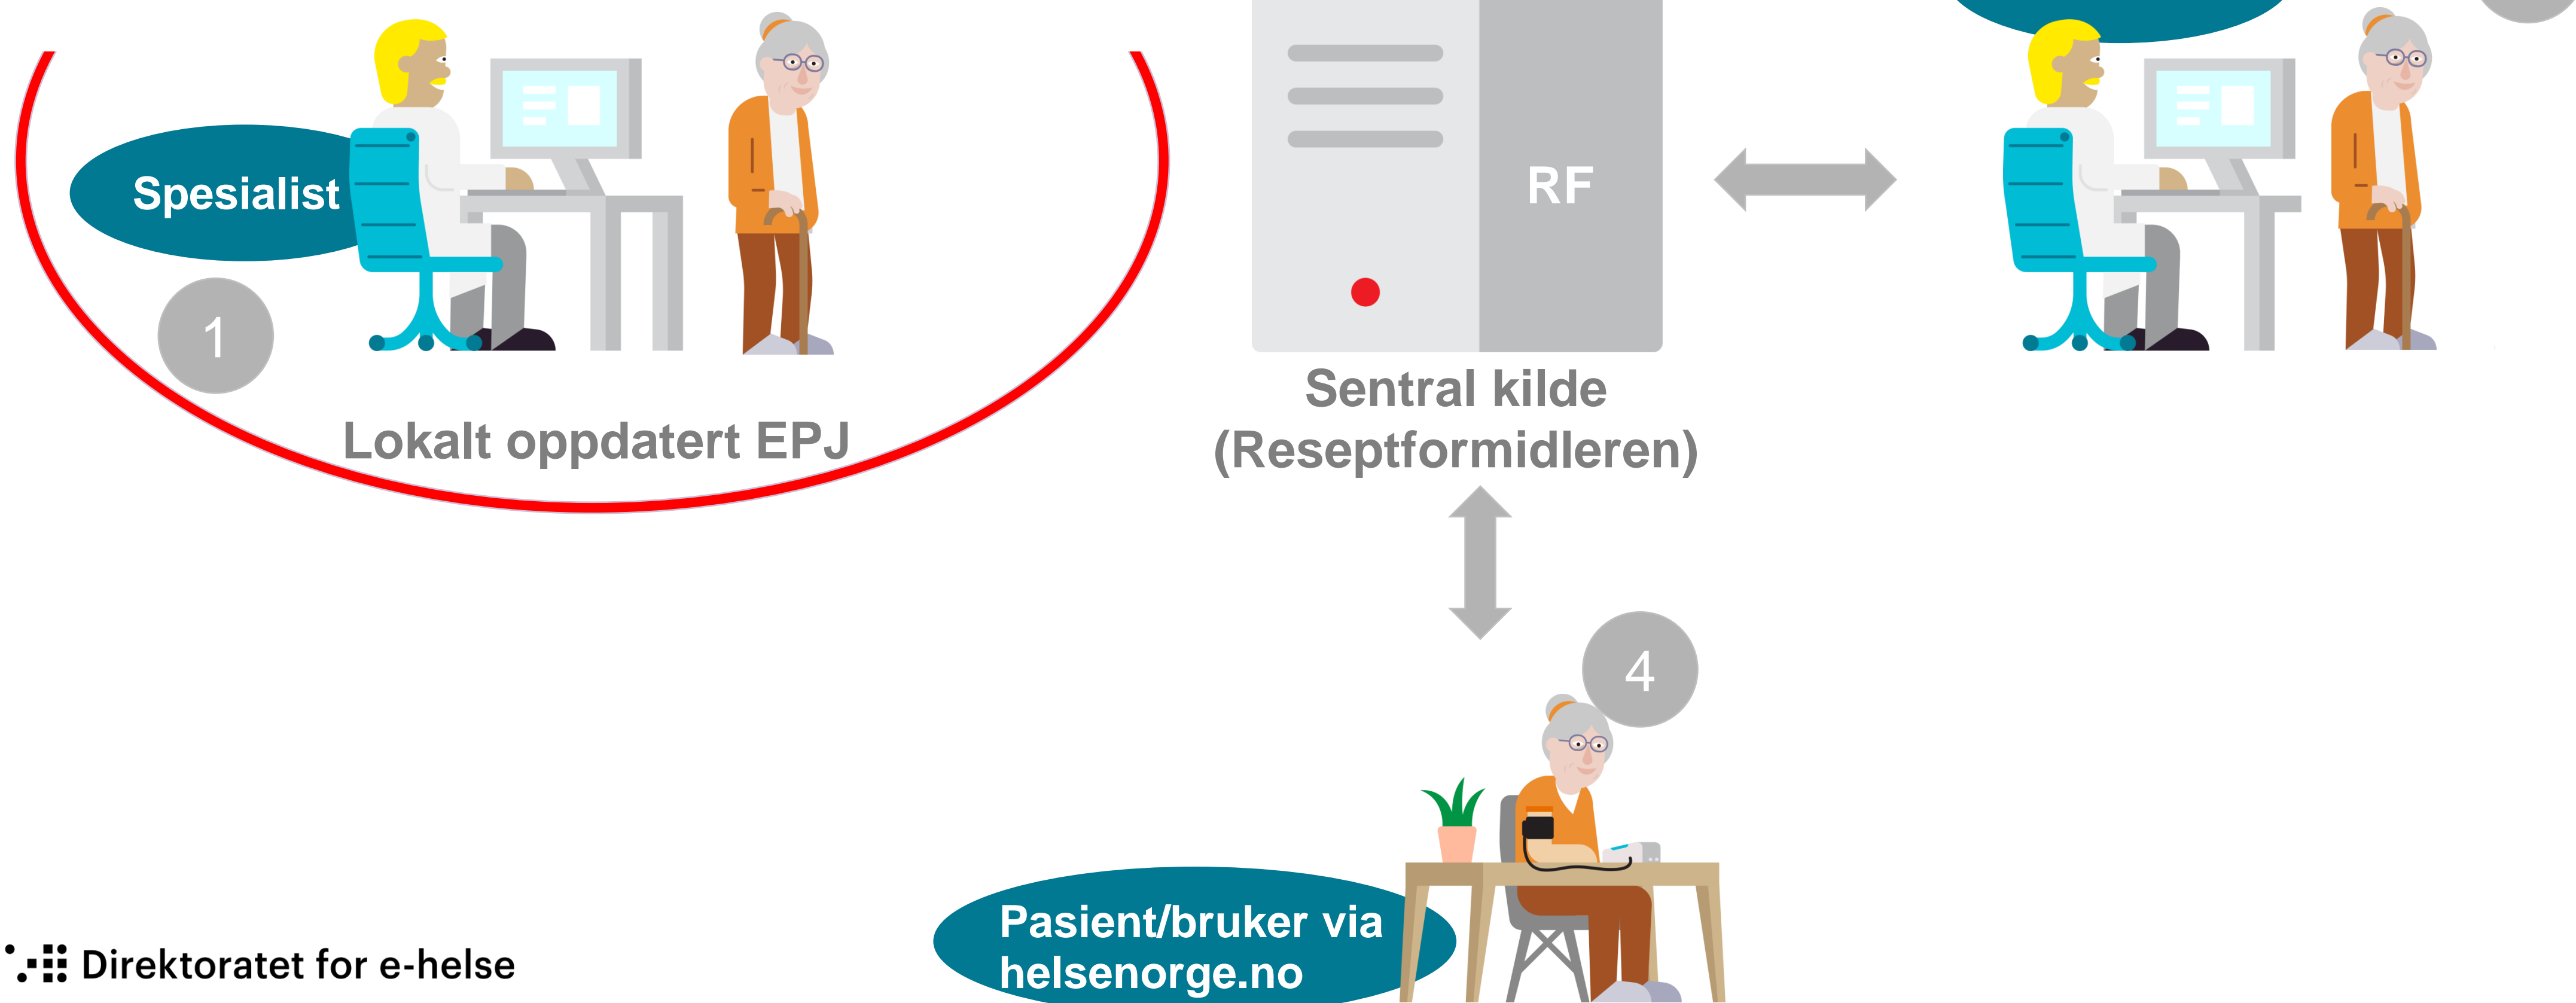 Spesialist
RF
1
Sentral kilde
(Reseptformidleren)
Lokalt oppdatert EPJ
4
Pasient/bruker via
helsenorge.no
Direktoratet for e-helse